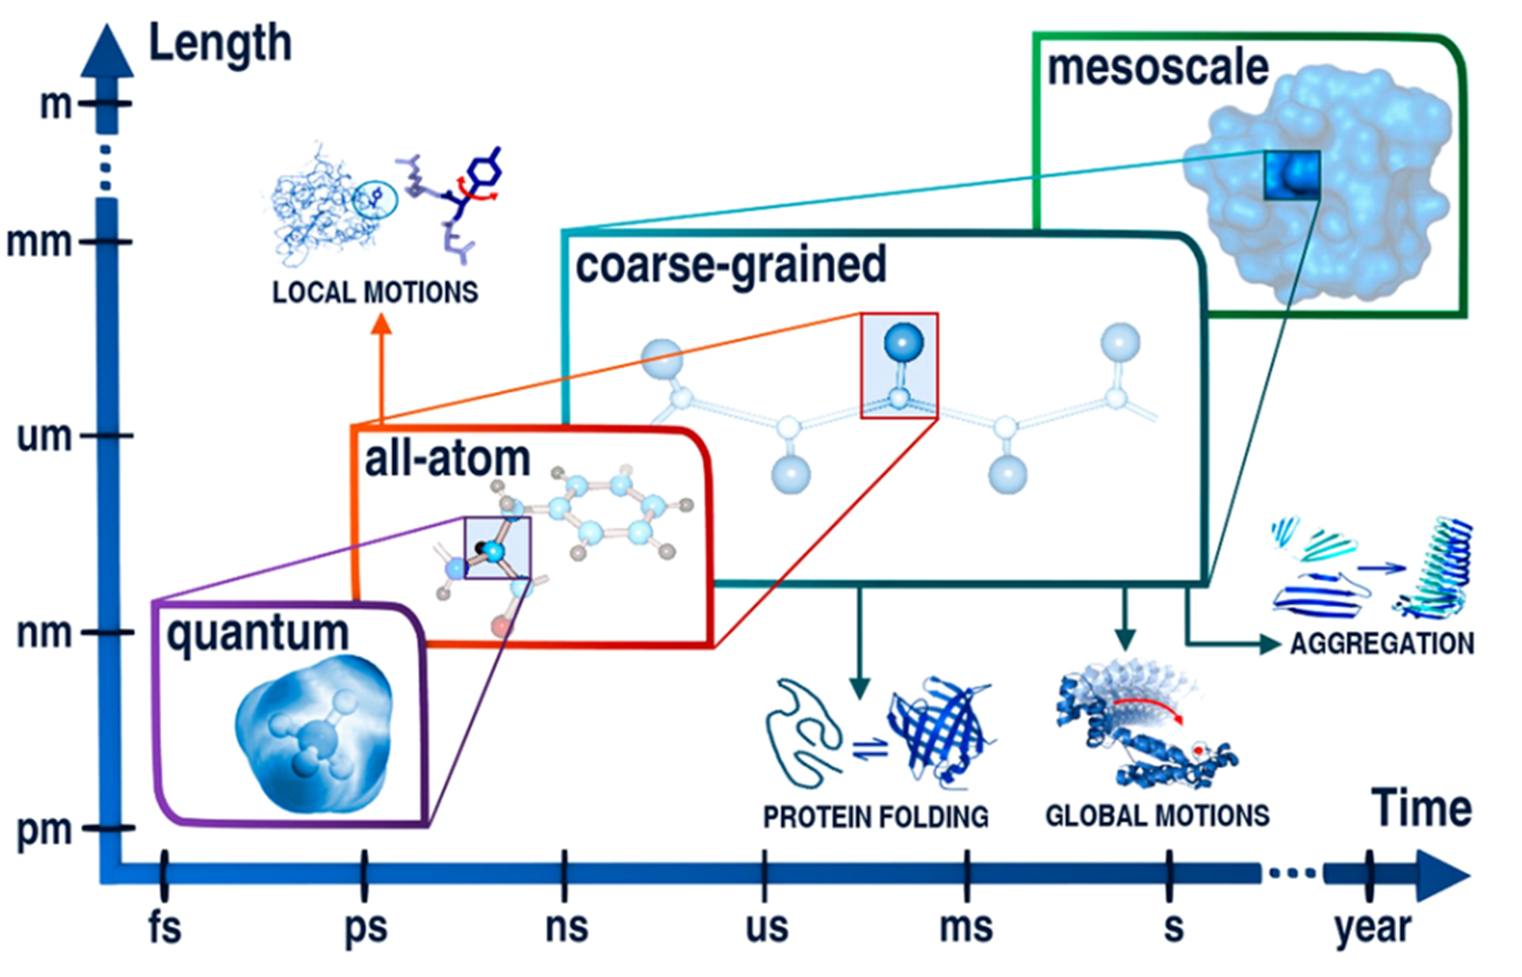 Length
m
mm
um
nm
pm
mesoscale
coarse-grained
LOCAL MOTIONS
all-atom
quantum
AGGREGATION
PROTEIN FOLDING
GLOBAL MOTIONS
Time
fs
ps
ns
us
ms
s
year